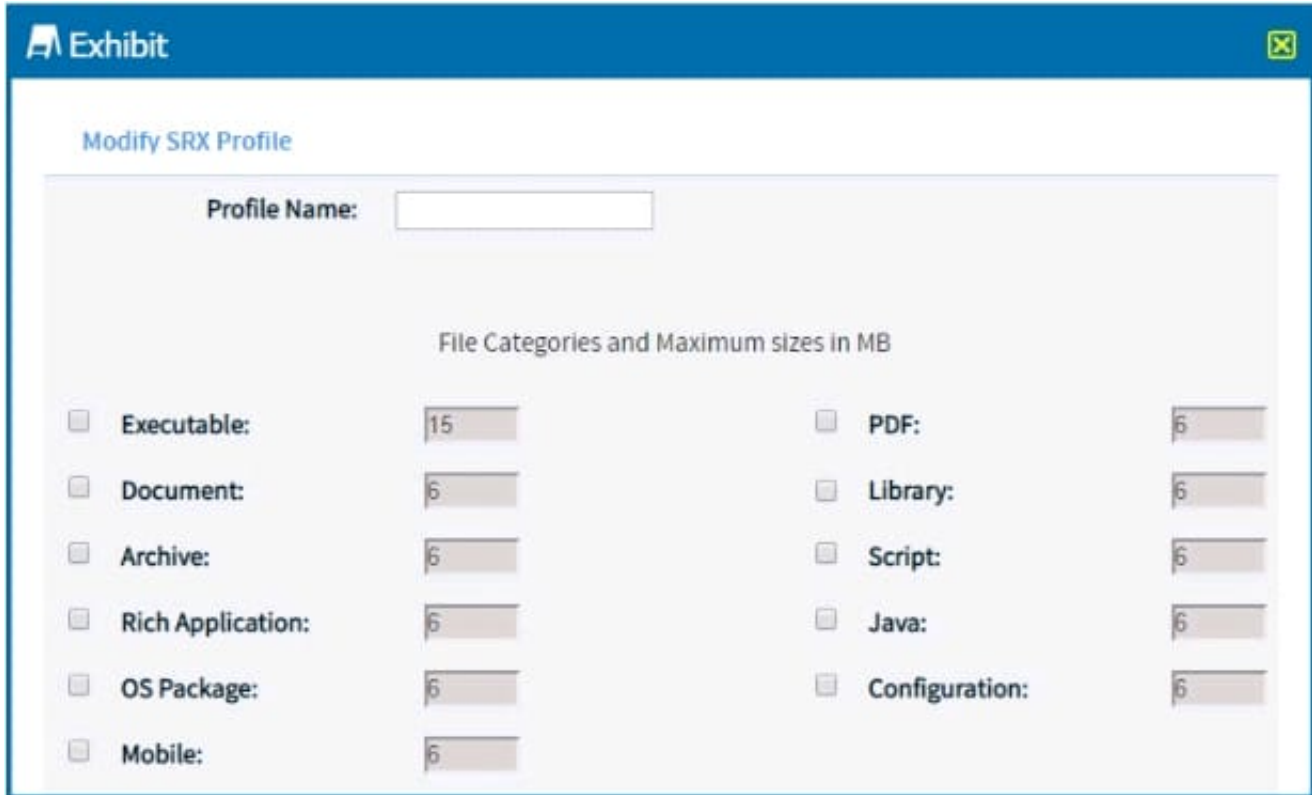 Exhibit
Modify SRX Profile
Profile Name:
File Categories and Maximum sizes in MB
Executable: 15 PDF: 6
Document: 6 Library: 6
Archive: 6 Script: 6
Rich Application: 6 Java: 6
OS Package: 6 Configuration: 6
Mobile: 6